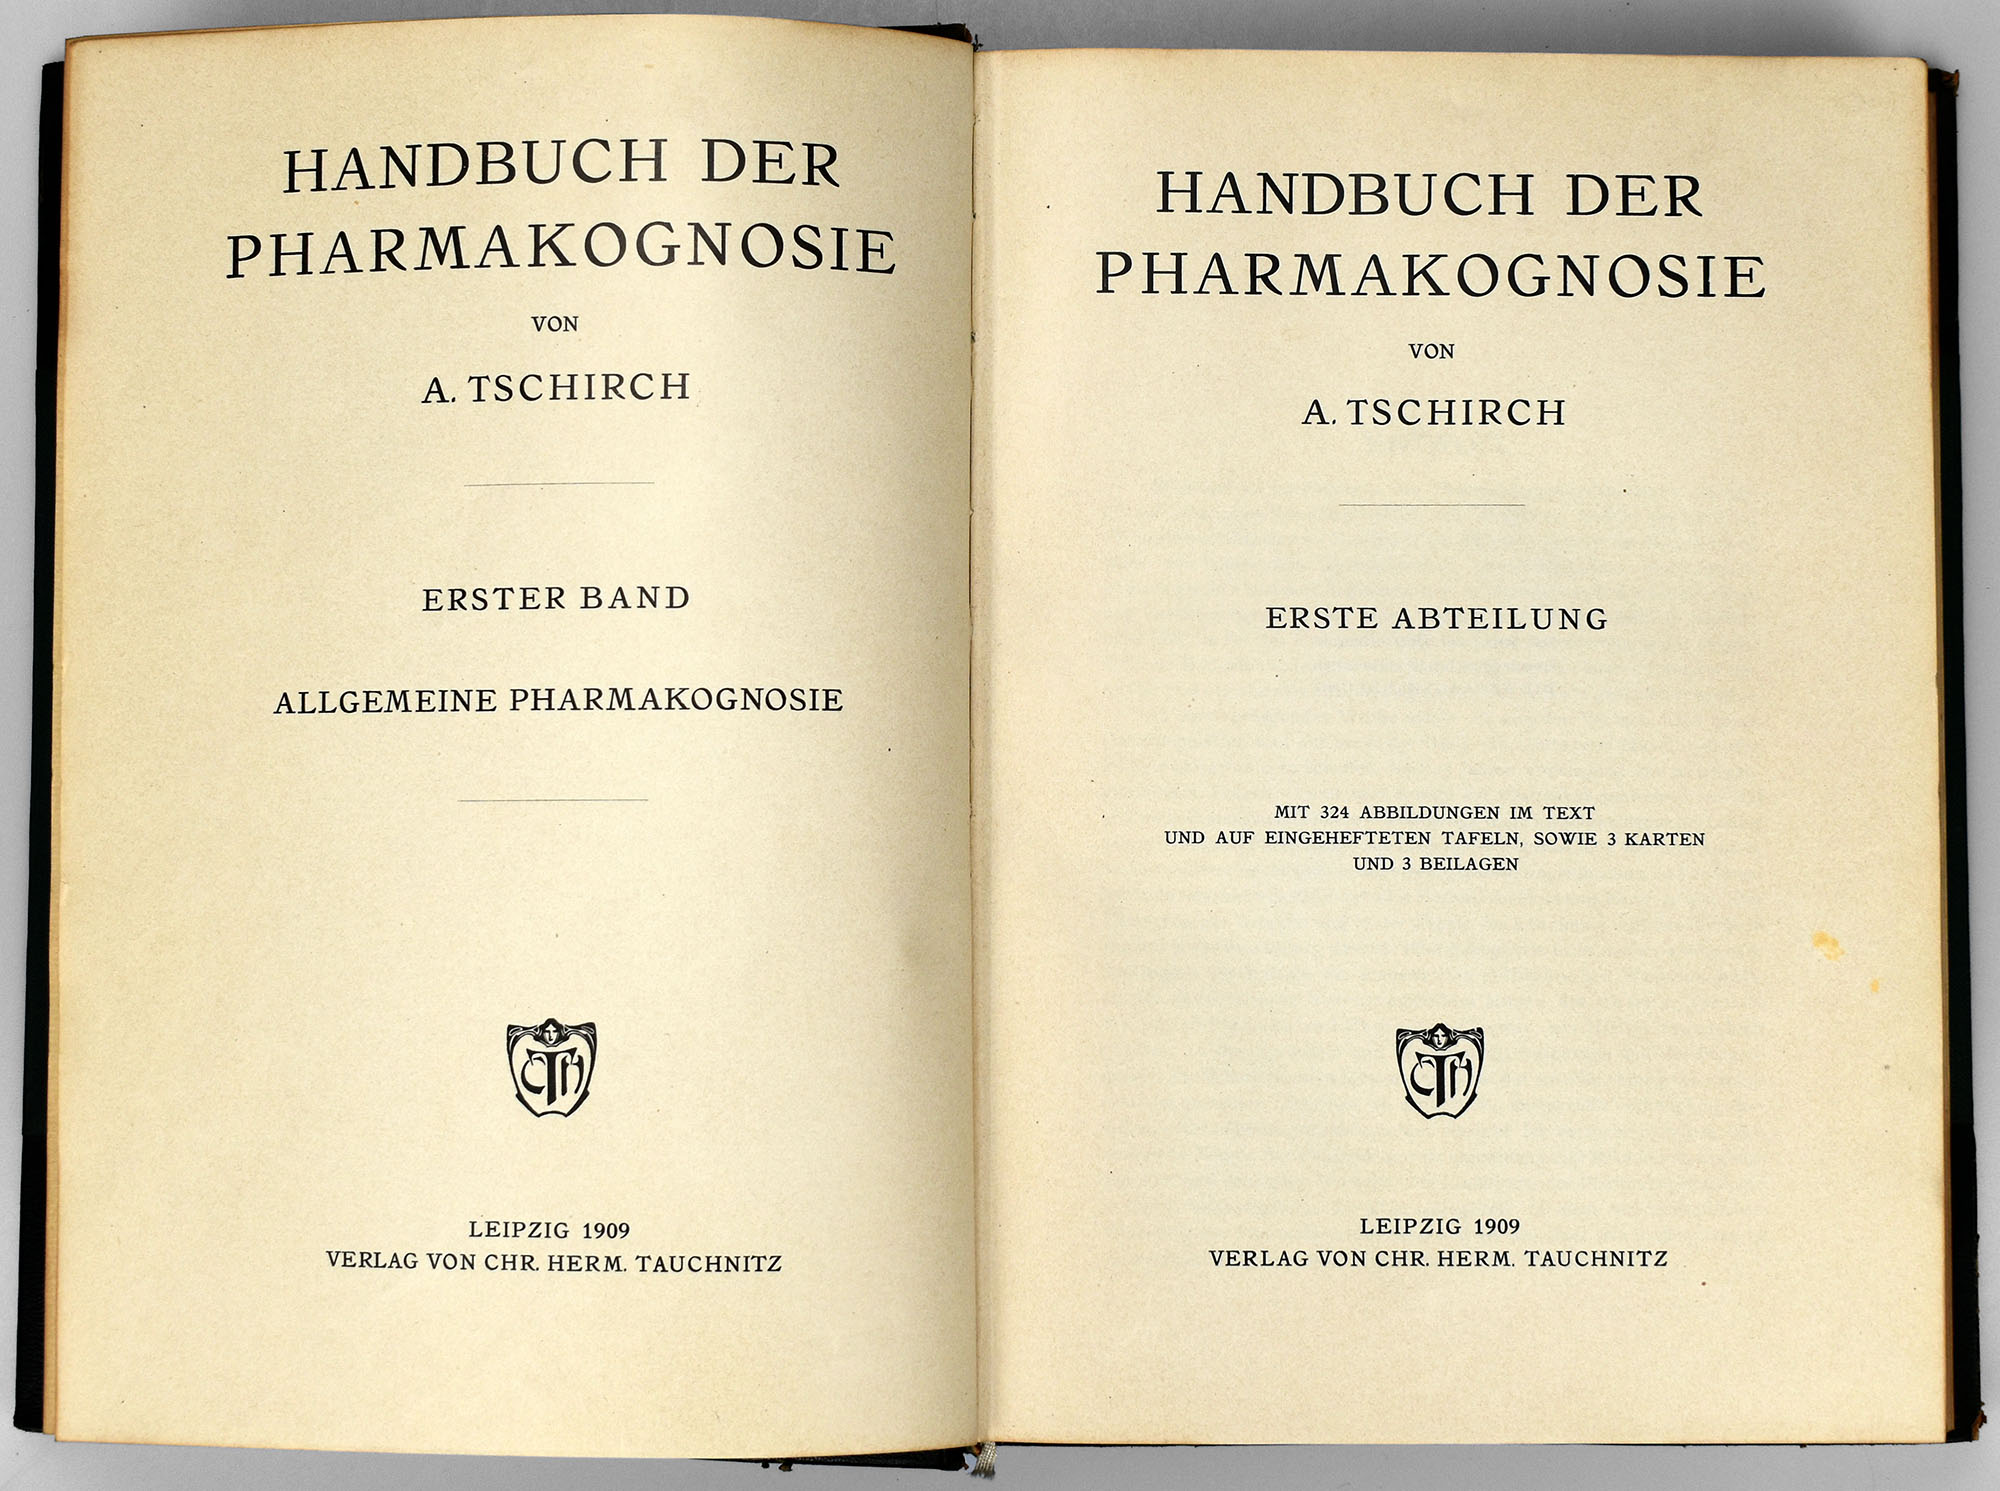 HANDBUCH DER
PHARMAKOGNOSIE
VON
A. TSCHIRCH
ERSTER BAND
ALLGEMEINE PHARMAKOGNOSIE
CTH
LEIPZIG 1909
VERLAG VON CHR. HERM. TAUCHNITZ
HANDBUCH DER
PHARMAKOGNOSIE
VON
A. TSCHIRCH
ERSTE ABTEILUNG
MIT 324 ABBILDUNGEN IM TEXT
UND AUF EINGEHEFTETEN TAFELN, SOWIE 3 KARTEN
UND 3 BEILAGEN
CTH
LEIPZIG 1909
VERLAG VON CHR. HERM. TAUCHNITZ